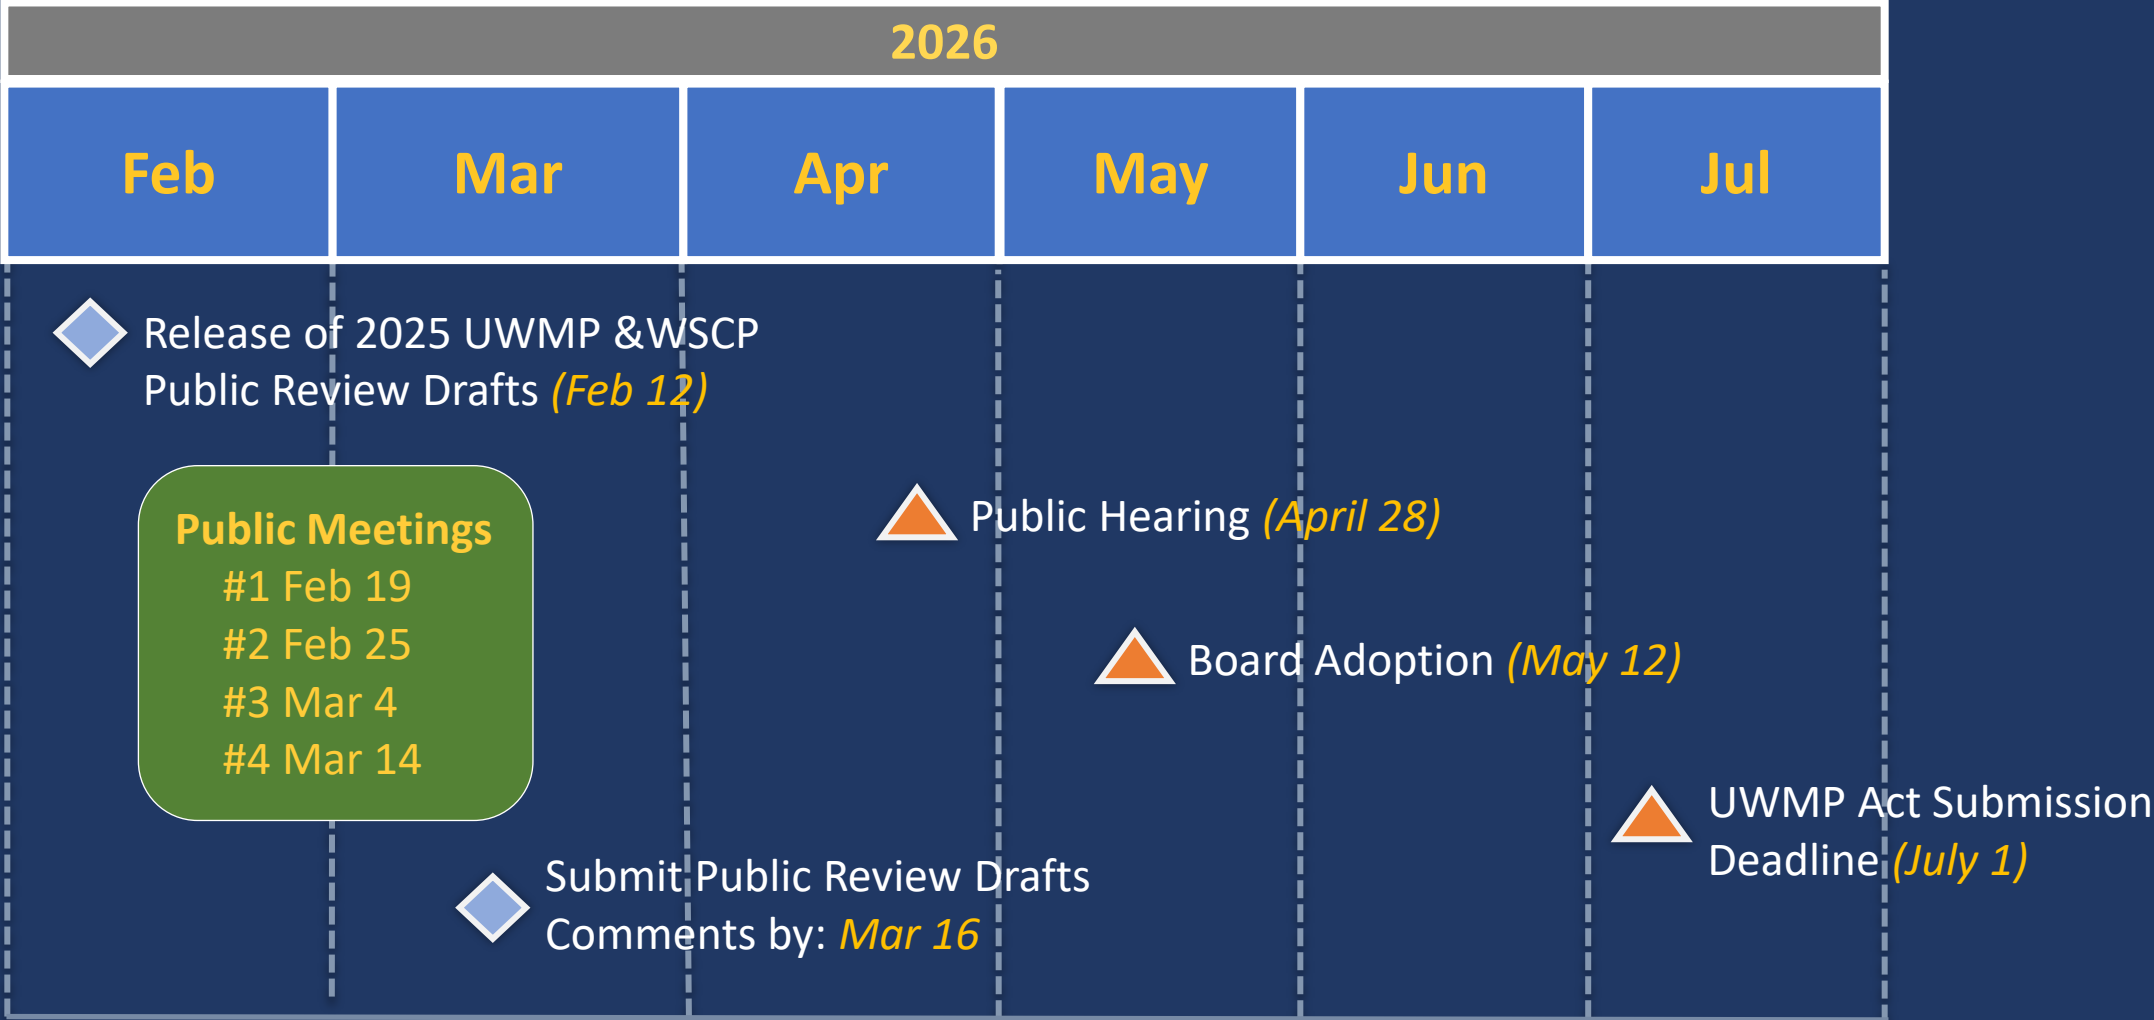 2026
Feb
Mar
Apr
May
Jun
Jul
Release of 2025 UWMP &WSCP
Public Review Drafts (Feb 12)
Public Meetings
#1 Feb 19
#2 Feb 25
#3 Mar 4
#4 Mar 14
Public Hearing (April 28)
Board Adoption (May 12)
UWMP Act Submission
Deadline (July 1)
Submit Public Review Drafts
Comments by: Mar 16